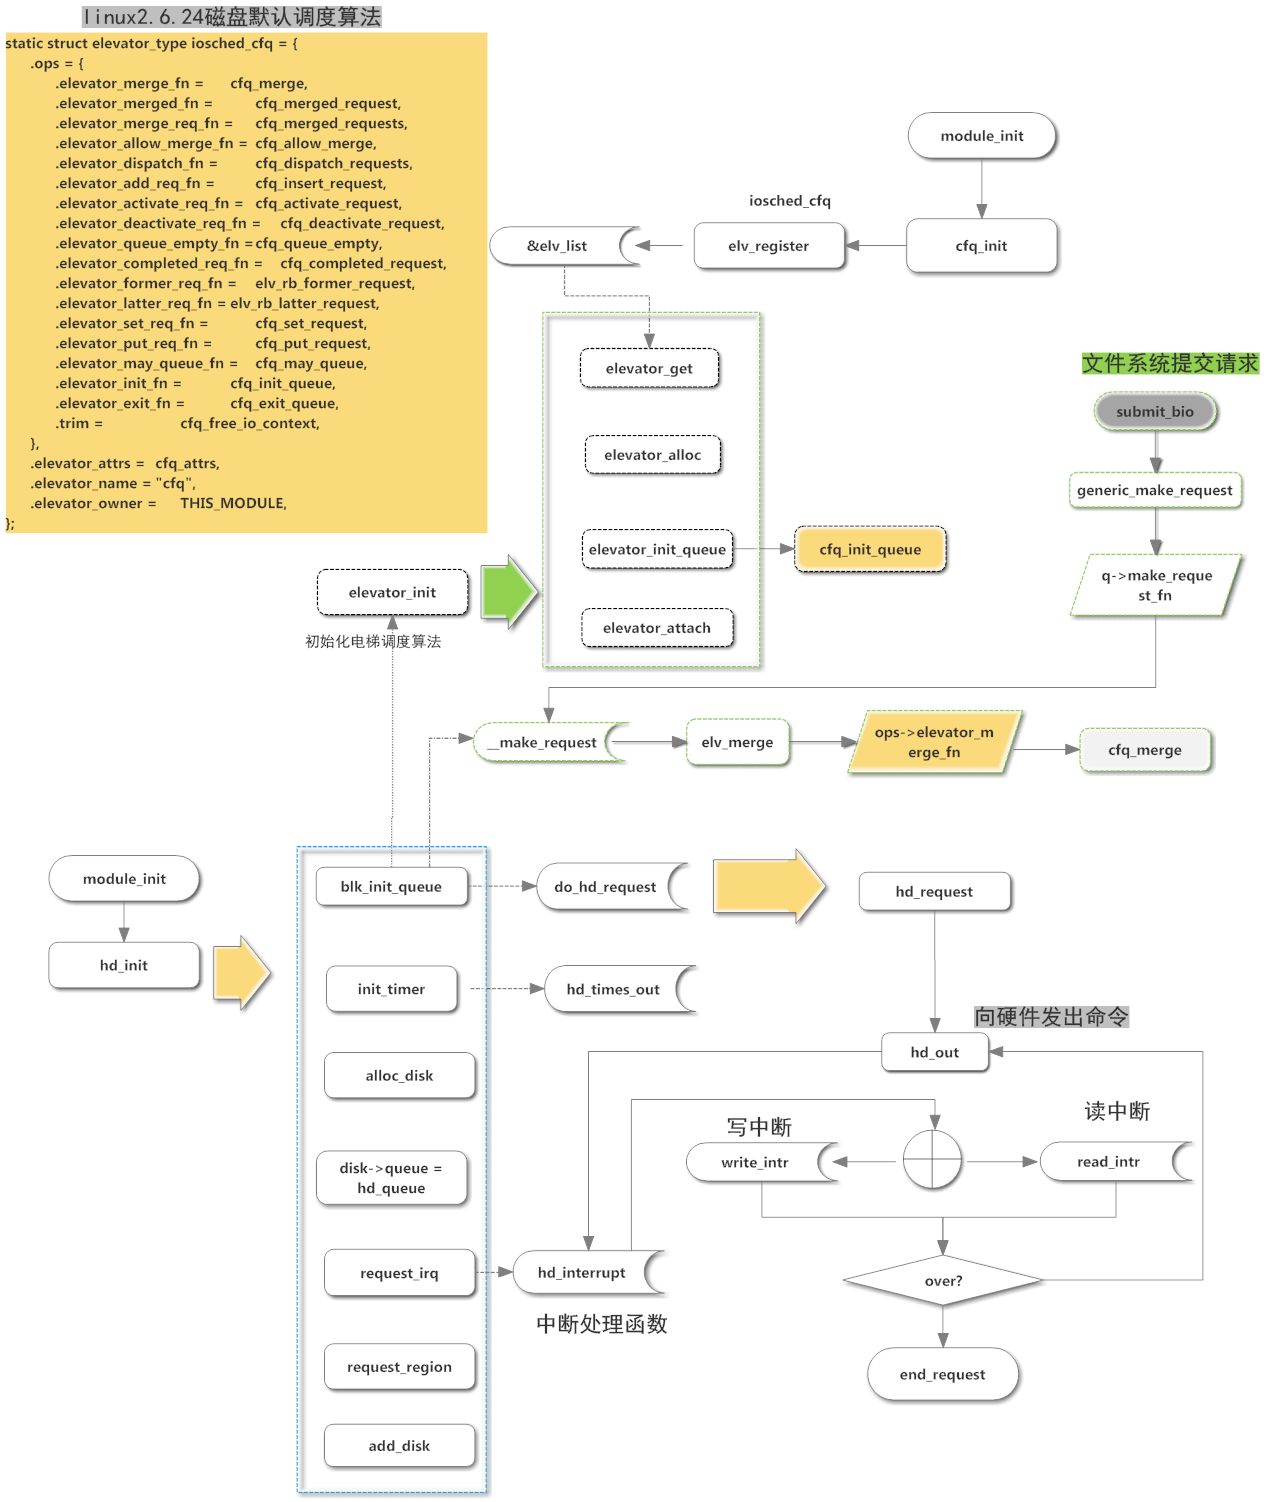 linux2.6.24磁盘默认调度算法
static struct elevator_type iosched_cfq = {
.ops = {
.elevator_merge_fn = cfq_merge,
.elevator_merged_fn = cfq_merged_request,
.elevator_merge_req_fn = cfq_merged_requests,
.elevator_allow_merge_fn = cfq_allow_merge,
.elevator_dispatch_fn = cfq_dispatch_requests,
.elevator_add_req_fn = cfq_insert_request,
.elevator_activate_req_fn = cfq_activate_request,
.elevator_deactivate_req_fn = cfq_deactivate_request,
.elevator_queue_empty_fn = cfq_queue_empty,
.elevator_completed_req_fn = cfq_completed_request,
.elevator_former_req_fn = elv_rb_former_request,
.elevator_latter_req_fn = elv_rb_latter_request,
.elevator_set_req_fn = cfq_set_request,
.elevator_put_req_fn = cfq_put_request,
.elevator_may_queue_fn = cfq_may_queue,
.elevator_init_fn = cfq_init_queue,
.elevator_exit_fn = cfq_exit_queue,
.trim = cfq_free_io_context,
},
.elevator_attrs = cfq_attrs,
.elevator_name = "cfq",
.elevator_owner = THIS_MODULE,
};
module_init
iosched_cfq
&elv_list
elv_register
cfq_init
elevator_get
elevator_alloc
elevator_init_queue
cfq_init_queue
elevator_attach
文件系统提交请求
submit_bio
generic_make_request
q->make_reque
st_fn
elevator_init
初始化电梯调度算法
__make_request
elv_merge
ops->elevator_m
erge_fn
cfq_merge
module_init
hd_init
blk_init_queue
do_hd_request
hd_request
init_timer
hd_times_out
向硬件发出命令
hd_out
alloc_disk
写中断
读中断
write_intr
read_intr
disk->queue =
hd_queue
request_irq
hd_interrupt
over?
中断处理函数
request_region
end_request
add_disk